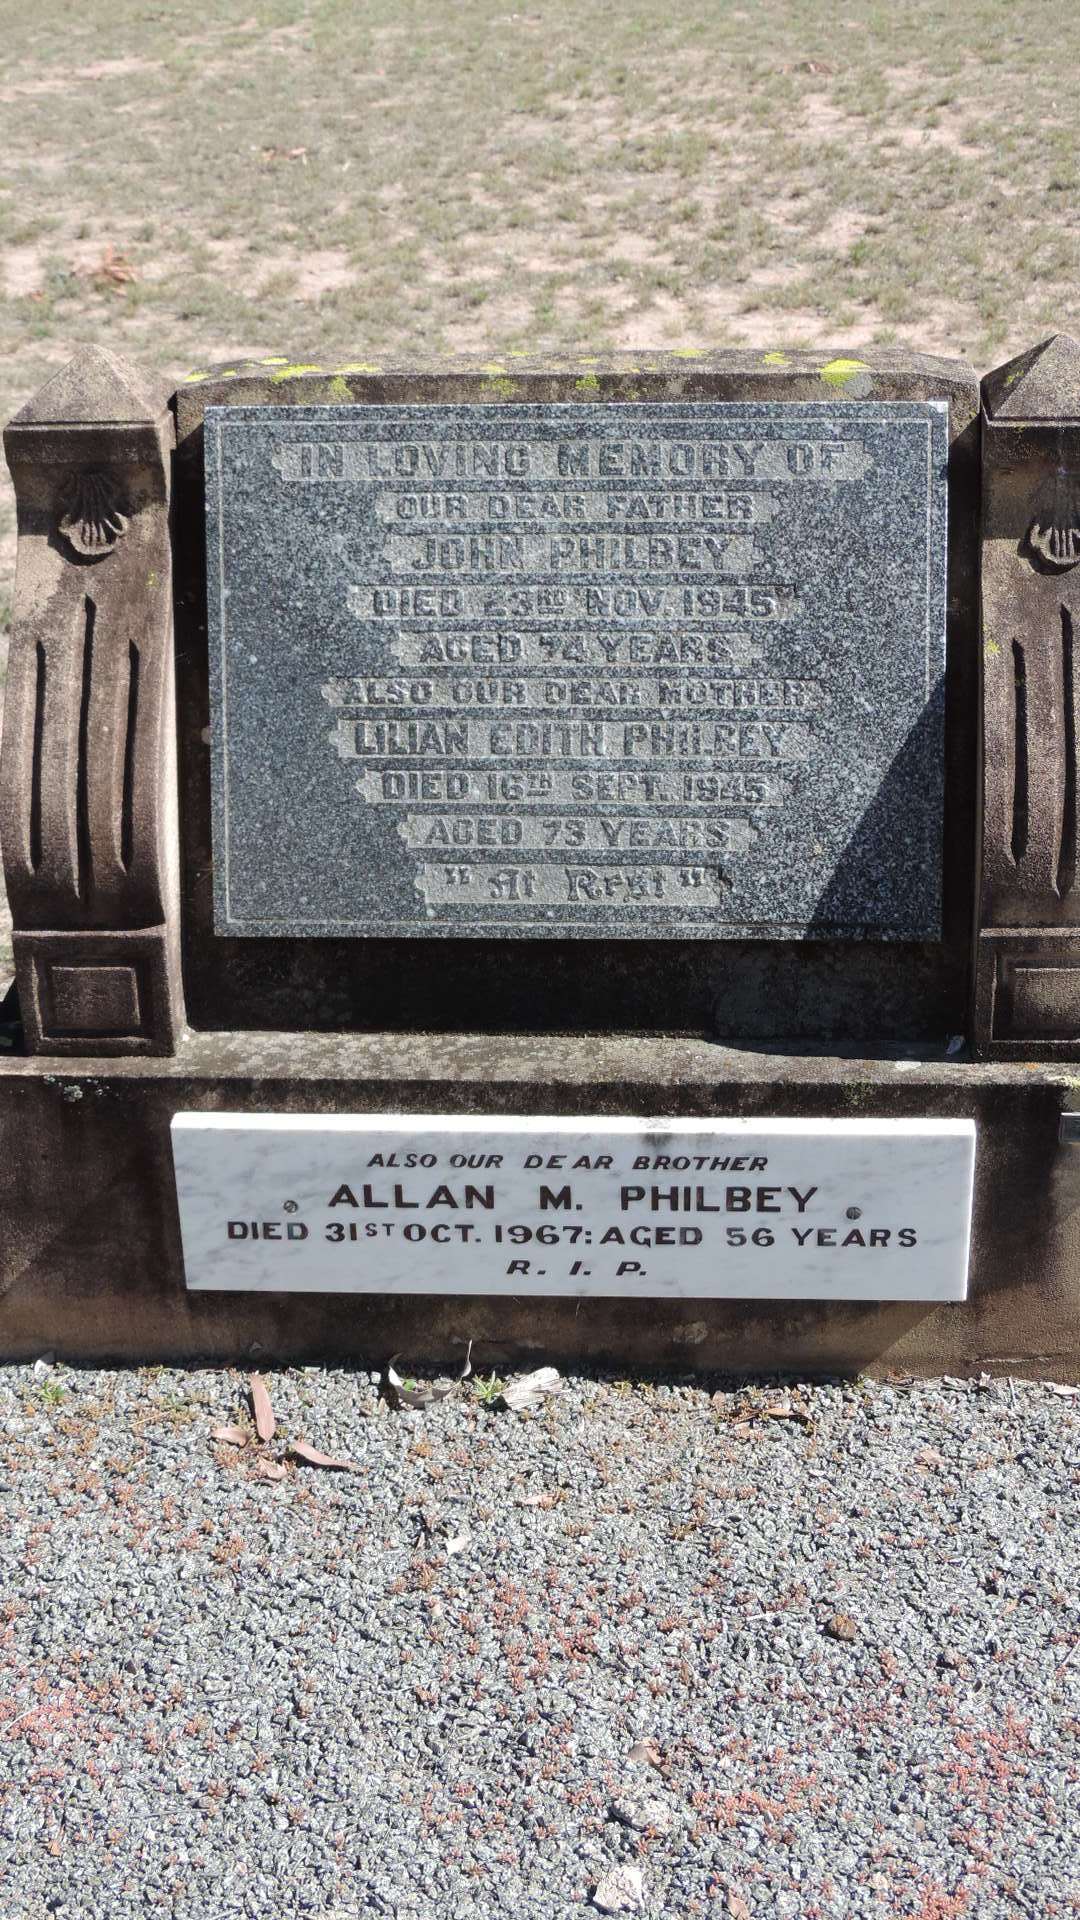 IN LOVING MEMORY OF
OUR DEAR FATHER
JOHN PHILBEY
DIED 23RD NOV. 1945
AGED 74 YEARS
ALSO OUR DEAR MOTHER
LILIAN EDITH PHILBEY
DIED 16TH SEPT. 1945
AGED 73 YEARS
"At Rest"
ALSO OUR DEAR BROTHER
ALLAN M. PHILBEY
DIED 31ST OCT. 1967: AGED 56 YEARS
R. I. P.